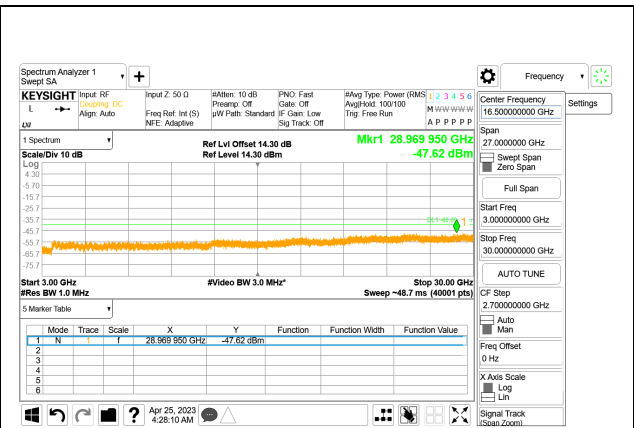 Spectrum Analyzer 1
Swept SA
Frequency
KEYSIGHT
L
Input: RF
Coupling: DC
Align: Auto
Input Z: 50 Ω
Freq Ref: Int (S)
NFE: Adaptive
#Atten: 10 dB
Preamp: Off
µW Path: Standard
PNO: Fast
Gate: Off
IF Gain: Low
Sig Track: Off
#Avg Type: Power (RMS
Avg|Hold: 100/100
Trig: Free Run
1 2 3 4 5 6
M W W W W W
A P P P P P
Center Frequency
16.500000000 GHz
Settings
Span
27.0000000 GHz
Swept Span
Zero Span
Full Span
Start Freq
3.000000000 GHz
Stop Freq
30.000000000 GHz
AUTO TUNE
CF Step
2.700000000 GHz
Auto
Man
Freq Offset
0 Hz
X Axis Scale
Log
Lin
Signal Track
(Span Zoom)
1 Spectrum
Scale/Div 10 dB
Ref Lvl Offset 14.30 dB
Ref Level 14.30 dBm
Mkr1 28.969 950 GHz
-47.62 dBm
Log
4.30
-5.70
-15.7
-25.7
-35.7
-45.7
-55.7
-65.7
-75.7
1
Start 3.00 GHz
#Res BW 1.0 MHz
#Video BW 3.0 MHz*
Stop 30.00 GHz
Sweep ~48.7 ms (40001 pts)
5 Marker Table
Mode Trace Scale X Y Function Function Width Function Value
1 N 1 f 28.969 950 GHz -47.62 dBm
2
3
4
5
6
?
Apr 25, 2023
4:28:10 AM